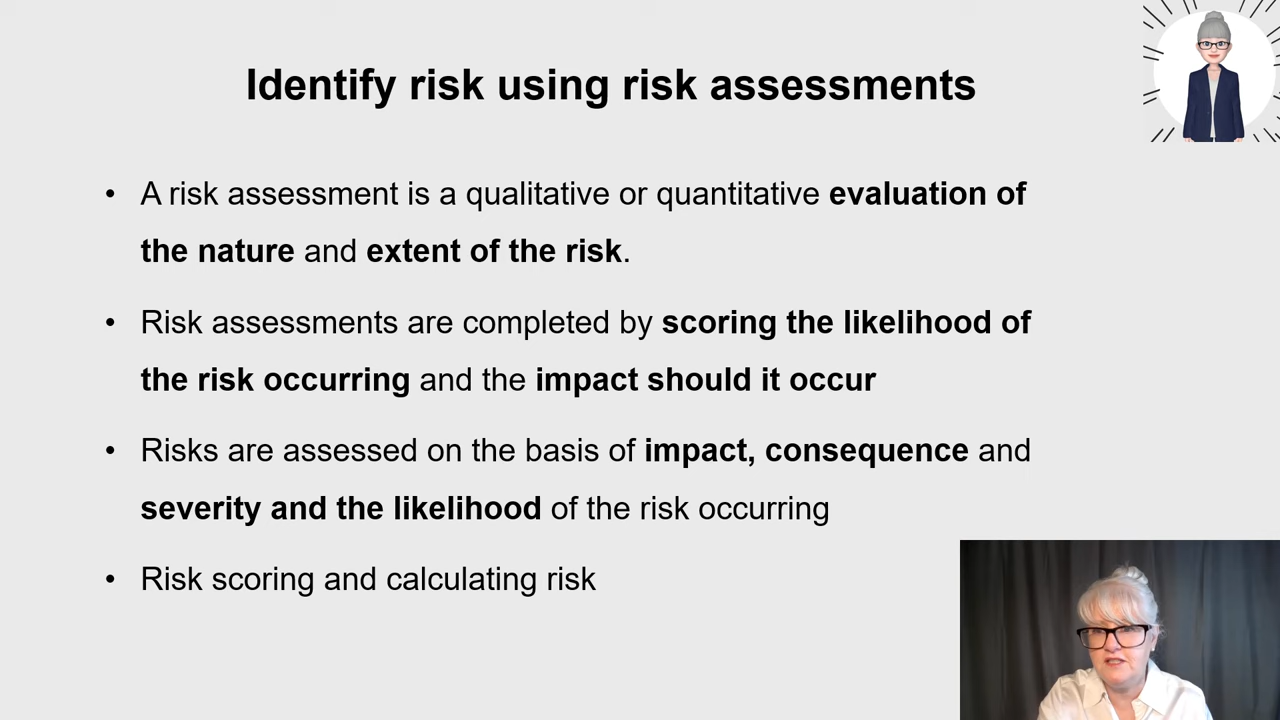 Identify risk using risk assessments
• A risk assessment is a qualitative or quantitative evaluation of
the nature and extent of the risk.
• Risk assessments are completed by scoring the likelihood of
the risk occurring and the impact should it occur
• Risks are assessed on the basis of impact, consequence and
severity and the likelihood of the risk occurring
• Risk scoring and calculating risk